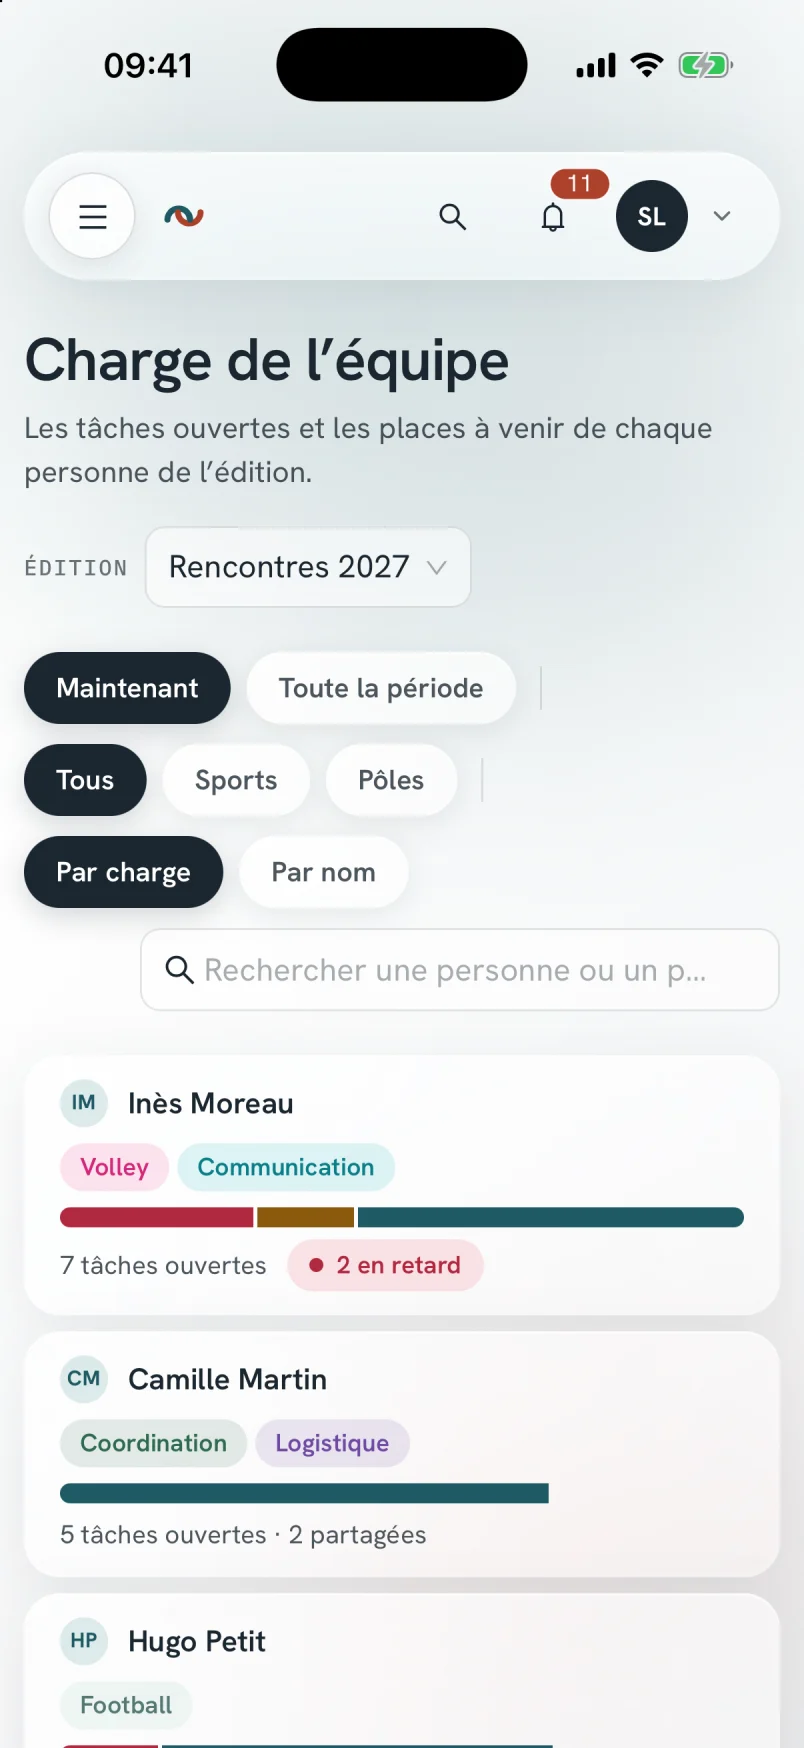 09:41
11
SL
Charge de l’équipe
Les tâches ouvertes et les places à venir de chaque
personne de l’édition.
ÉDITION Rencontres 2027
Maintenant Toute la période
Tous Sports Pôles
Par charge Par nom
Rechercher une personne ou un p...
IM Inès Moreau
Volley Communication
7 tâches ouvertes 2 en retard
CM Camille Martin
Coordination Logistique
5 tâches ouvertes · 2 partagées
HP Hugo Petit
Football